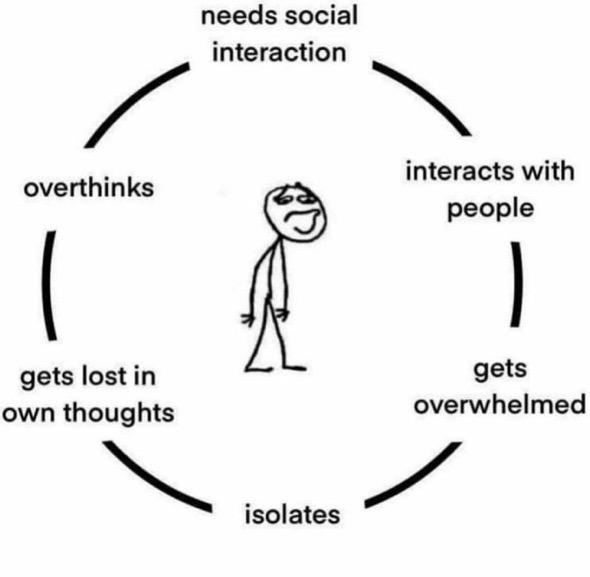 needs social
interaction
interacts with
people
gets
overwhelmed
isolates
gets lost in
own thoughts
overthinks